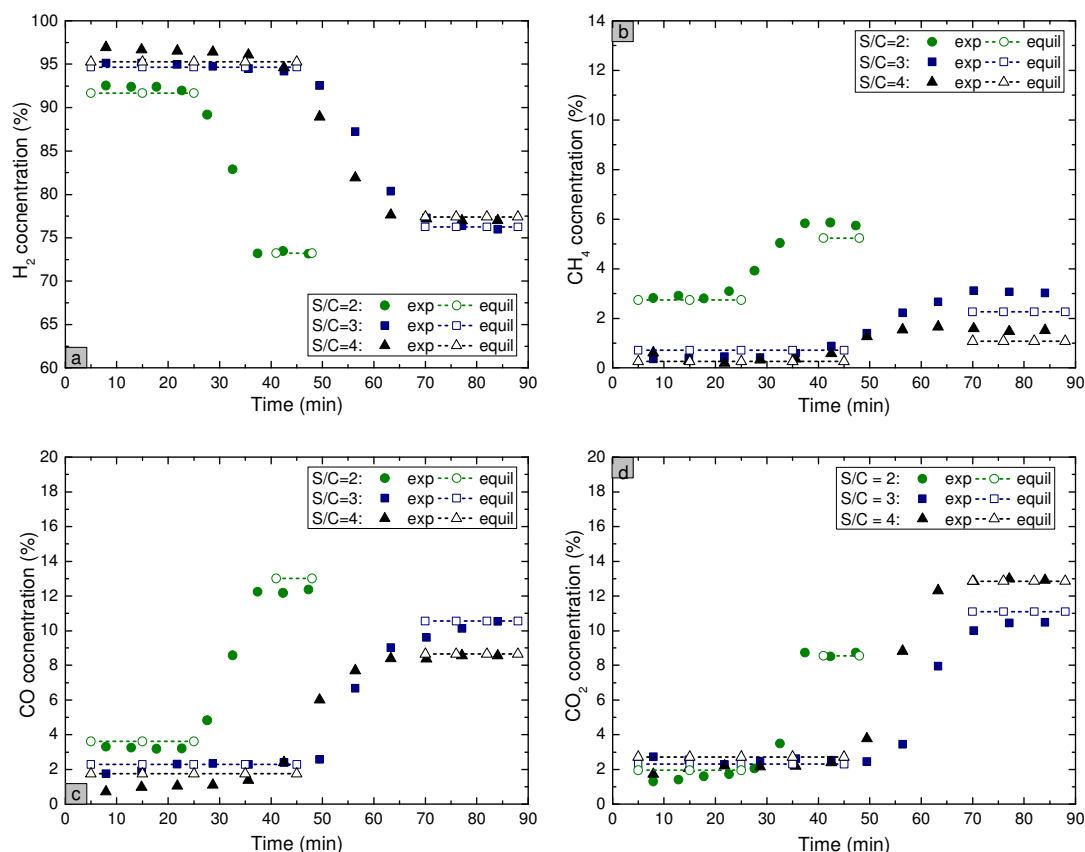 100
95
90
85
80
75
70
65
60
H2 cocnentration (%)
S/C=2: exp equil
S/C=3: exp equil
S/C=4: exp equil
a
0 10 20 30 40 50 60 70 80 90
Time (min)
b
14
12
10
8
6
4
2
0
CH4 cocnentration (%)
S/C=2: exp equil
S/C=3: exp equil
S/C=4: exp equil
0 10 20 30 40 50 60 70 80 90
Time (min)
20
18
16
14
12
10
8
6
4
2
0
CO cocnentration (%)
S/C=2: exp equil
S/C=3: exp equil
S/C=4: exp equil
c
0 10 20 30 40 50 60 70 80 90
Time (min)
d
20
18
16
14
12
10
8
6
4
2
0
CO2 cocnentration (%)
S/C = 2: exp equil
S/C = 3: exp equil
S/C = 4: exp equil
0 10 20 30 40 50 60 70 80 90
Time (min)